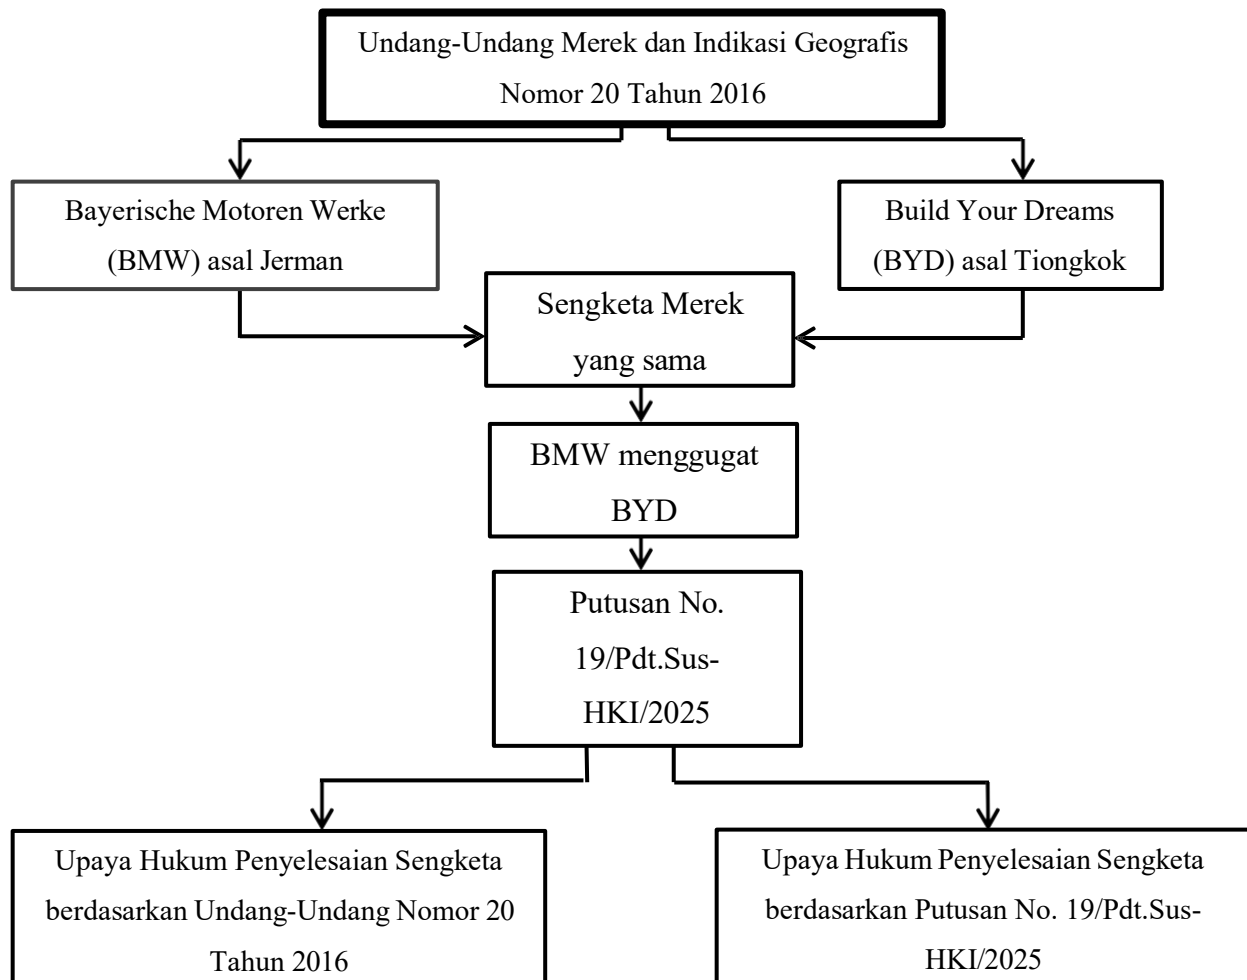 Undang-Undang Merek dan Indikasi Geografis
Nomor 20 Tahun 2016
Bayerische Motoren Werke
(BMW) asal Jerman
Build Your Dreams
(BYD) asal Tiongkok
Sengketa Merek
yang sama
BMW menggugat
BYD
Putusan No.
19/Pdt.Sus-
HKI/2025
Upaya Hukum Penyelesaian Sengketa
berdasarkan Undang-Undang Nomor 20
Tahun 2016
Upaya Hukum Penyelesaian Sengketa
berdasarkan Putusan No. 19/Pdt.Sus-
HKI/2025